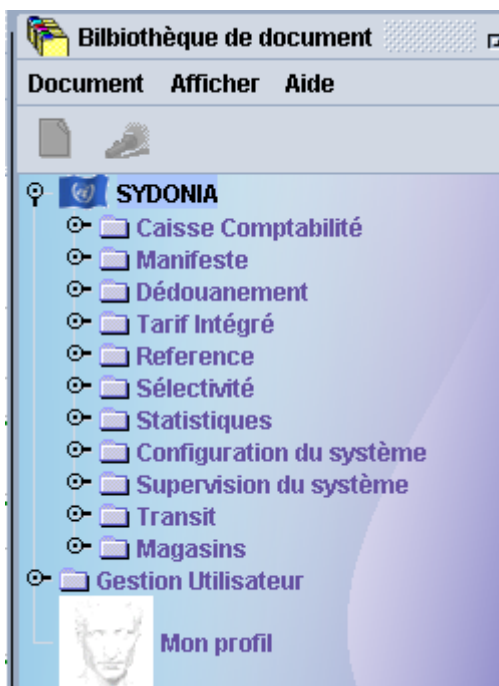 Bilbiothèque de document
Document Afficher Aide
SYDONIA
Caisse Comptabilité
Manifeste
Dédouanement
Tarif Intégré
Reference
Sélectivité
Statistiques
Configuration du système
Supervision du système
Transit
Magasins
Gestion Utilisateur
Mon profil